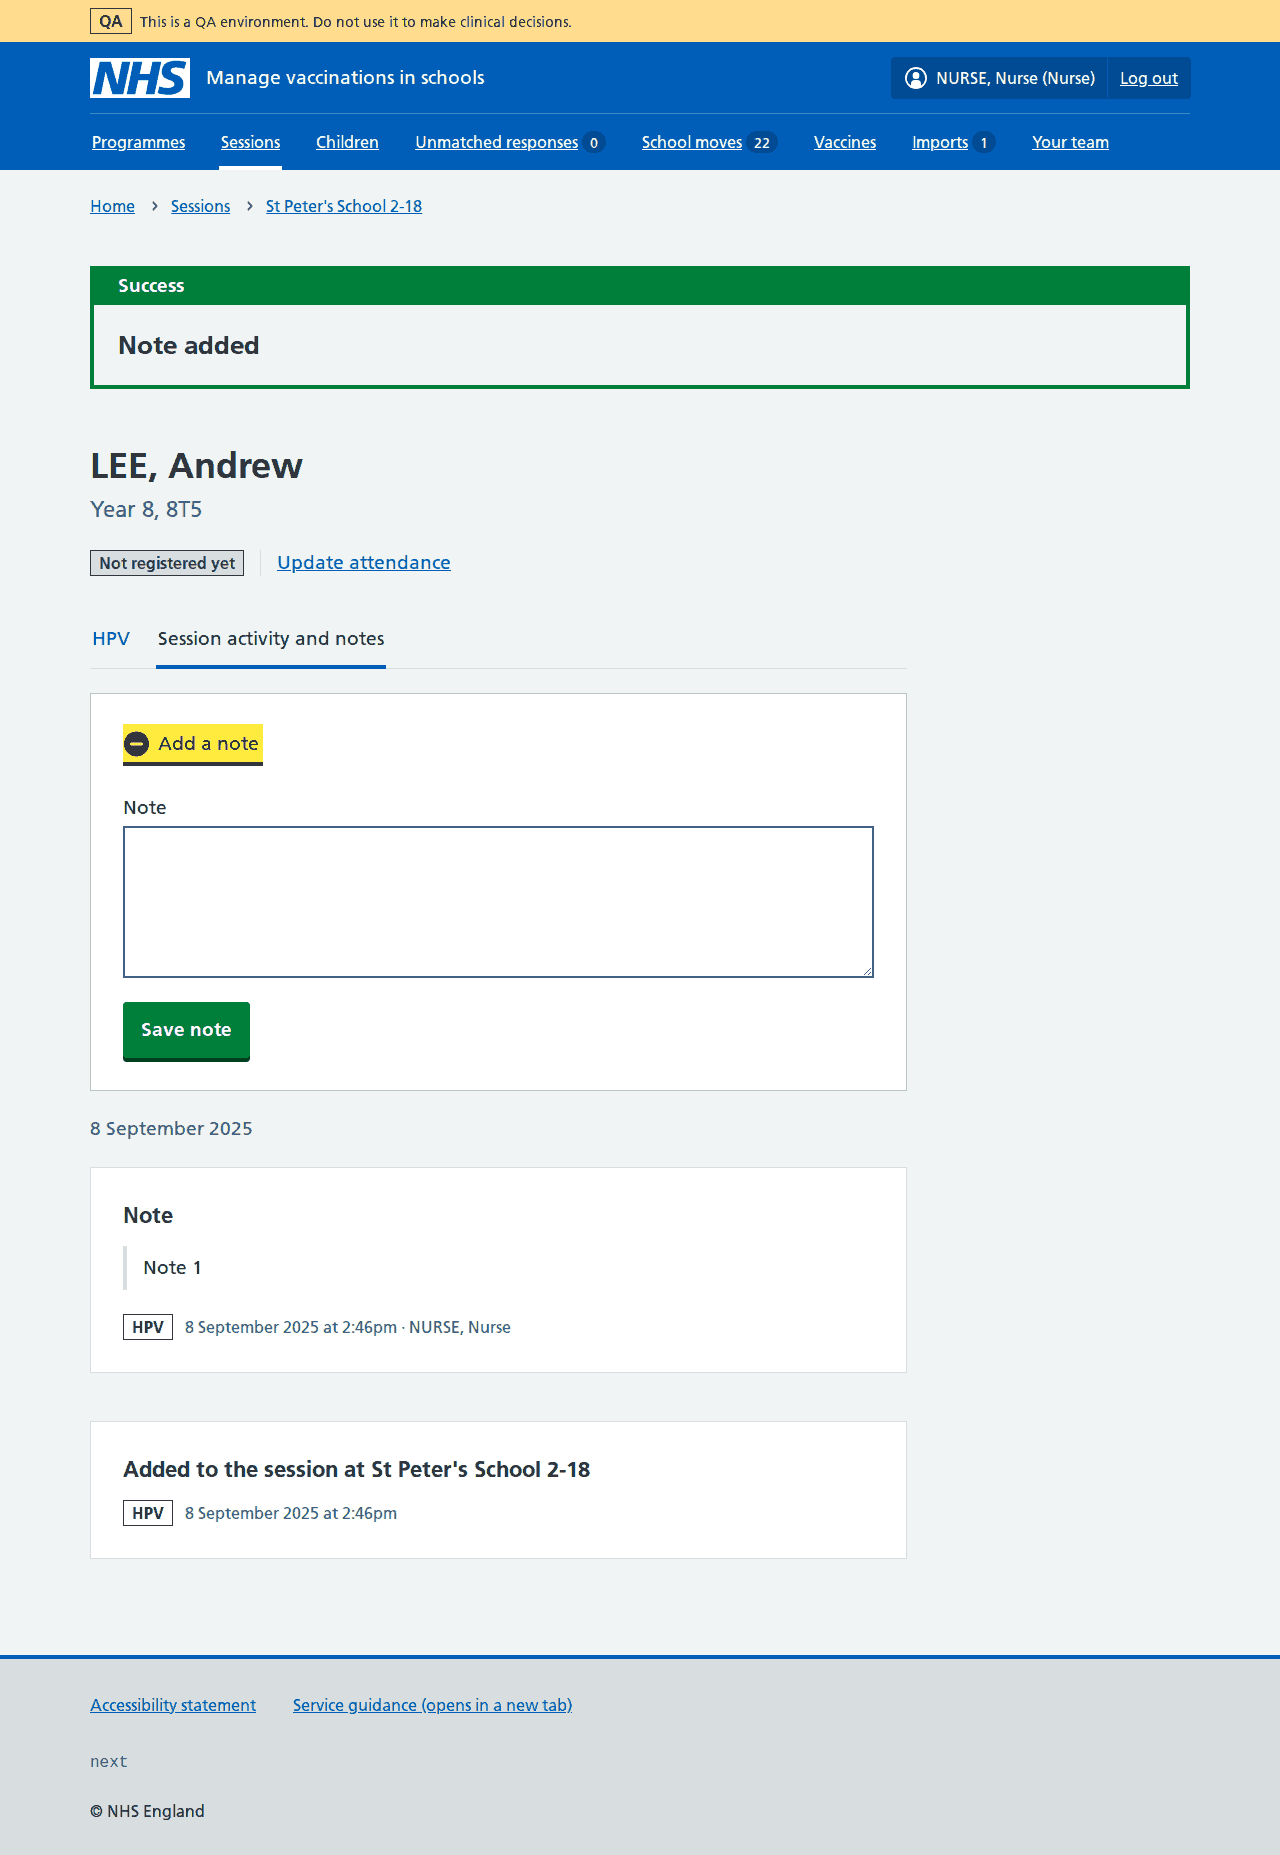 QA This is a QA environment. Do not use it to make clinical decisions.
NHS Manage vaccinations in schools NURSE, Nurse (Nurse) Log out
Programmes Sessions Children Unmatched responses 0 School moves 22 Vaccines Imports 1 Your team
Home Sessions St Peter's School 2-18
Success
Note added
LEE, Andrew
Year 8, 8T5
Not registered yet Update attendance
HPV Session activity and notes
Add a note
Note
Save note
8 September 2025
Note
Note 1
HPV 8 September 2025 at 2:46pm · NURSE, Nurse
Added to the session at St Peter's School 2-18
HPV 8 September 2025 at 2:46pm
Accessibility statement Service guidance (opens in a new tab)
next
© NHS England